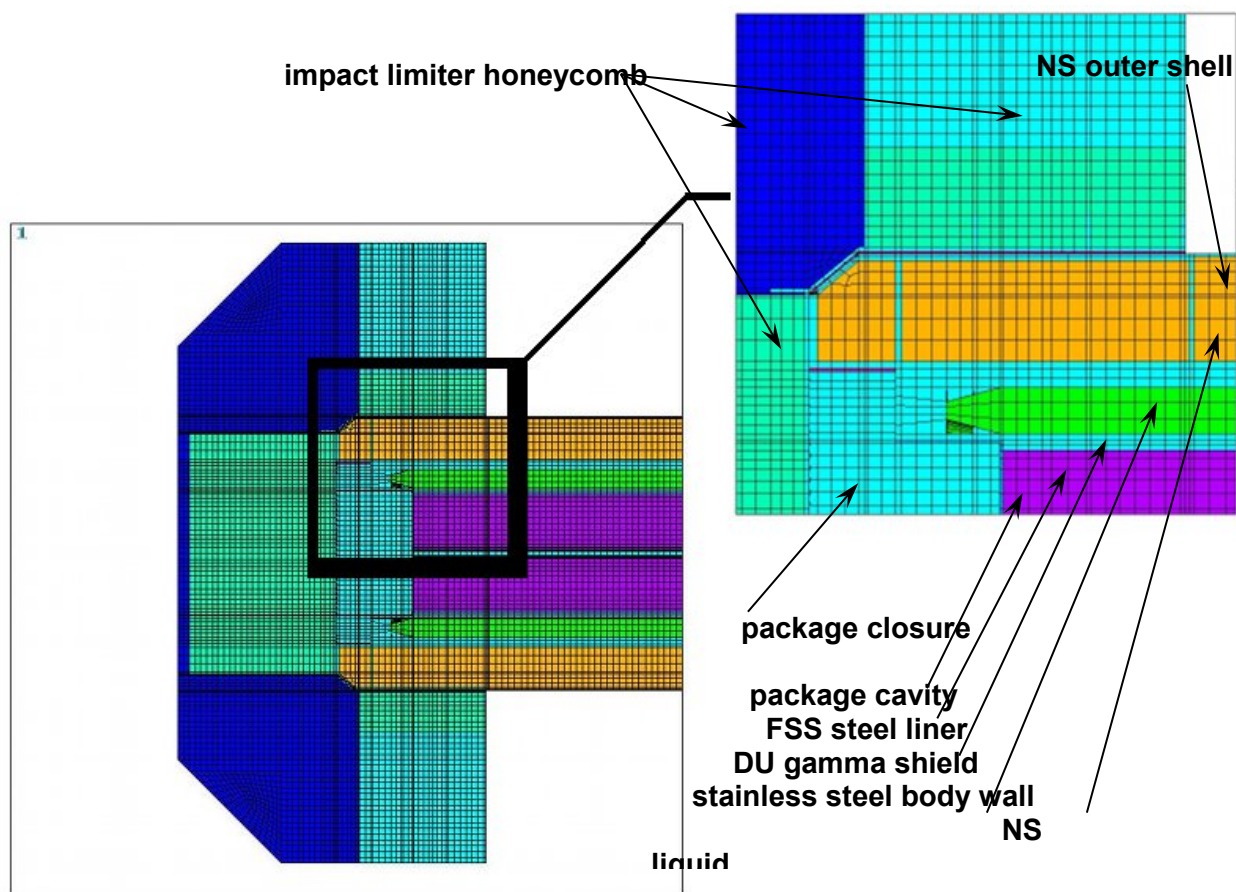 impact limiter honeycomb
NS outer shell
1
package closure
package cavity
FSS steel liner
DU gamma shield
stainless steel body wall
NS
liquid